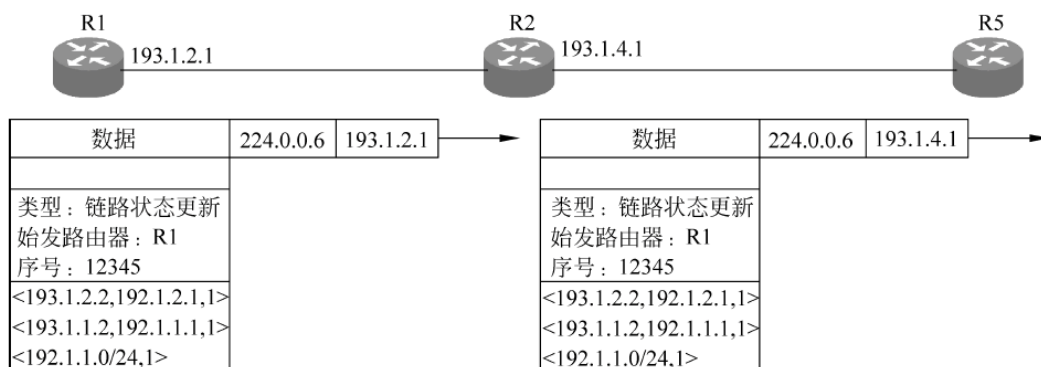 R1
R2
R5
193.1.2.1
193.1.4.1
数据 224.0.0.6 193.1.2.1
类型：链路状态更新
始发路由器：R1
序号：12345
<193.1.2.2,192.1.2.1,1>
<193.1.1.2,192.1.1.1,1>
<192.1.1.0/24,1>
数据 224.0.0.6 193.1.4.1
类型：链路状态更新
始发路由器：R1
序号：12345
<193.1.2.2,192.1.2.1,1>
<193.1.1.2,192.1.1.1,1>
<192.1.1.0/24,1>